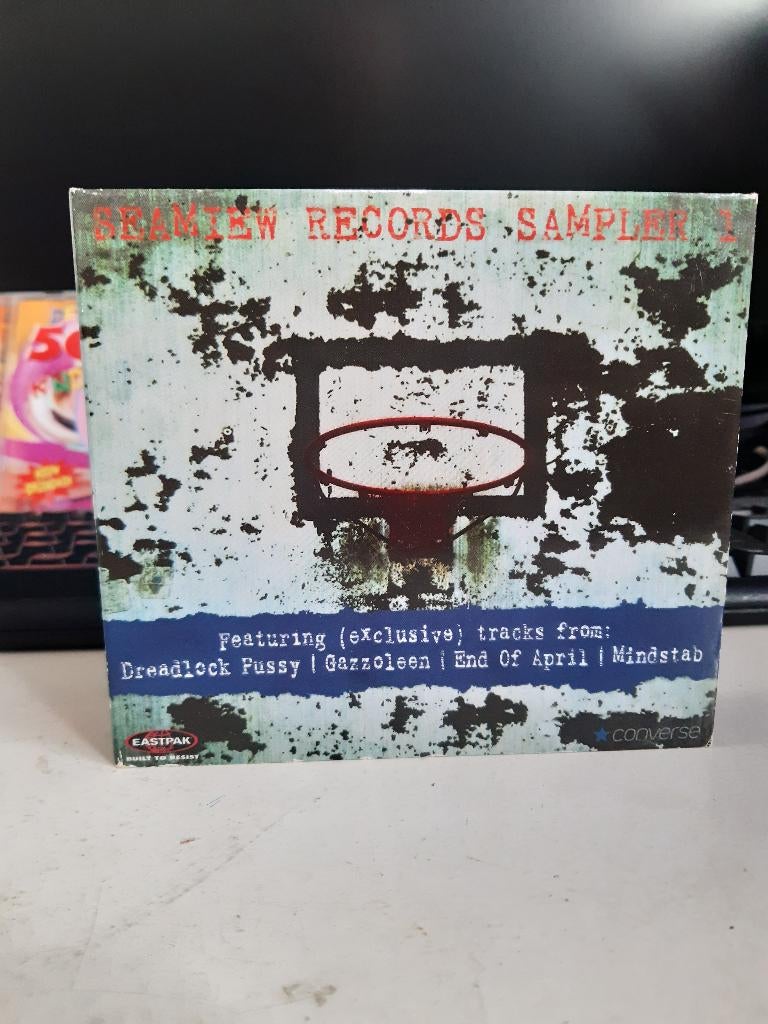 SEAMIEW RECORDS SAMPLER 1
Featuring (exclusive) tracks from:
Dreadlock Pussy | Gazzoleen | End Of April | Mindstab
EASTPAK
BUILT TO RESIST
converse